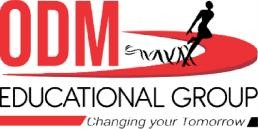 ODM
EDUCATIONAL GROUP
Changing your Tomorrow